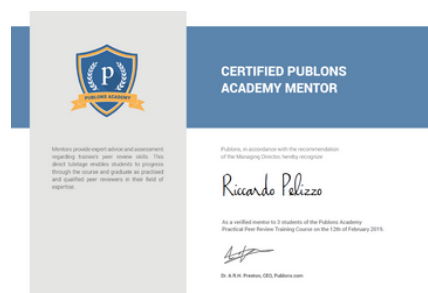 P
PUBLONS ACADEMY
CERTIFIED PUBLONS
ACADEMY MENTOR
Mentors provide expert advice and assessment
regarding trainee's peer review skills. This
direct tutelage enables students to progress
through the course and graduate as practised
and qualified peer reviewers in their field of
expertise.
Publons, in accordance with the recommendation
of the Managing Director, hereby recognize
Riccardo Pelizzo
As a verified mentor to 3 students of the Publons Academy
Practical Peer Review Training Course on the 12th of February 2019.
Dr. A.R.H. Preston, CEO, Publons.com